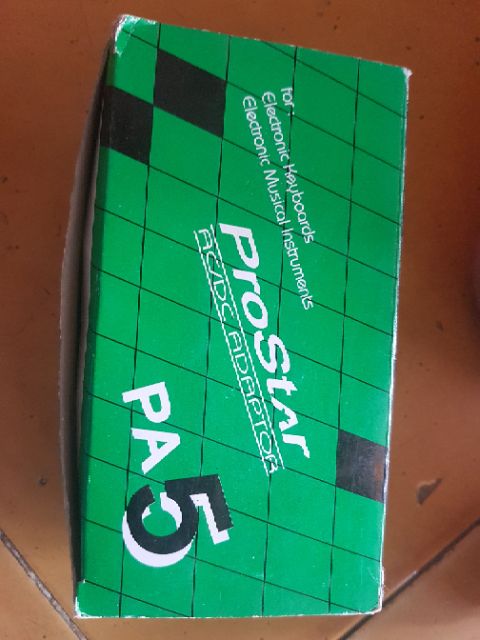 for -
Electronic Keyboards
Electronic Musical Instruments
ProStar
AC/DC ADAPTOR
PA
5